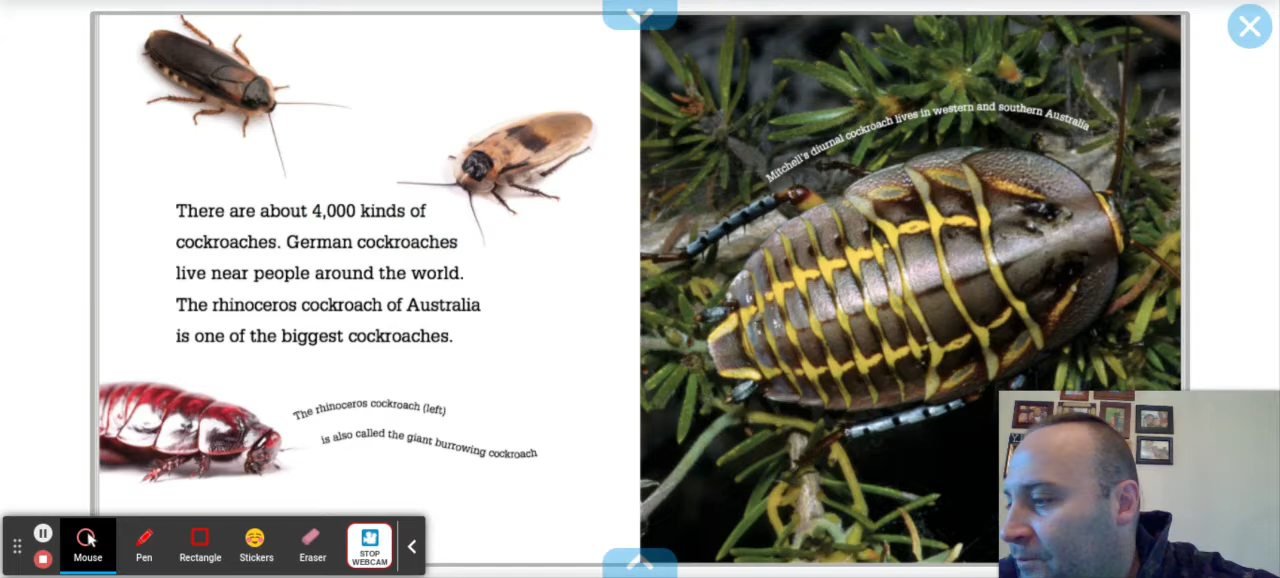 There are about 4,000 kinds of
cockroaches. German cockroaches
live near people around the world.
The rhinoceros cockroach of Australia
is one of the biggest cockroaches.
The rhinoceros cockroach (left)
is also called the giant burrowing cockroach
Mitchell's diurnal cockroach lives in western and southern Australia
Mouse
Pen
Rectangle
Stickers
Eraser
STOP
WEBCAM